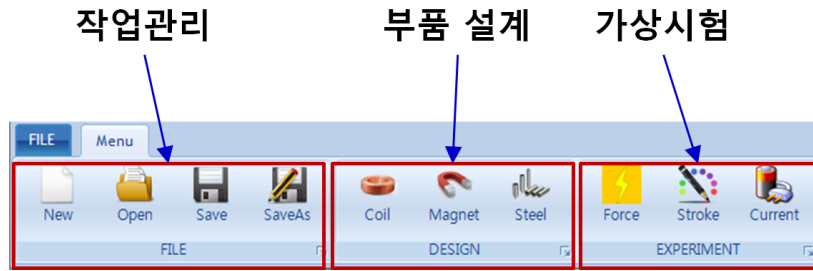 작업관리 부품 설계 가상시험
FILE Menu
New Open Save SaveAs Coil Magnet Steel Force Stroke Current
FILE DESIGN EXPERIMENT